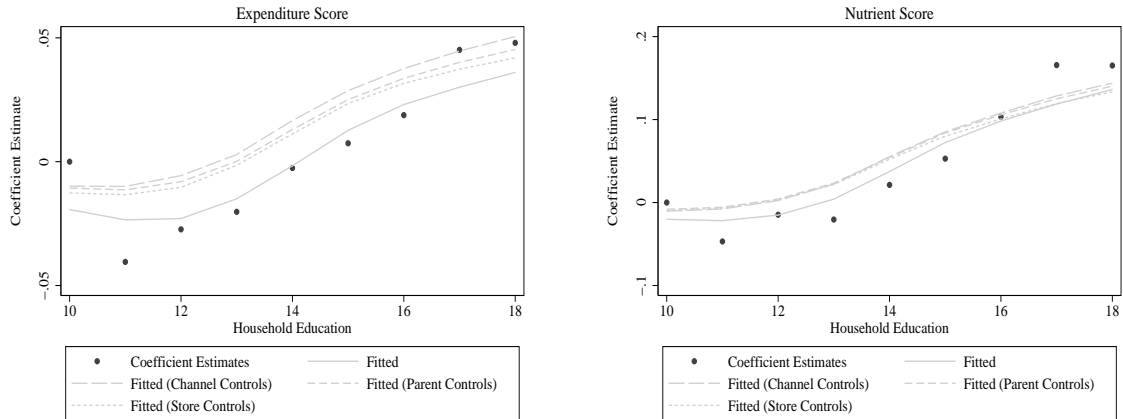 Expenditure Score
.05
0
-.05
Coefficient Estimate
10 12 14 16 18
Household Education
Coefficient Estimates Fitted
Fitted (Channel Controls) Fitted (Parent Controls)
Fitted (Store Controls)
Nutrient Score
.2
.1
0
-.1
Coefficient Estimate
10 12 14 16 18
Household Education
Coefficient Estimates Fitted
Fitted (Channel Controls) Fitted (Parent Controls)
Fitted (Store Controls)